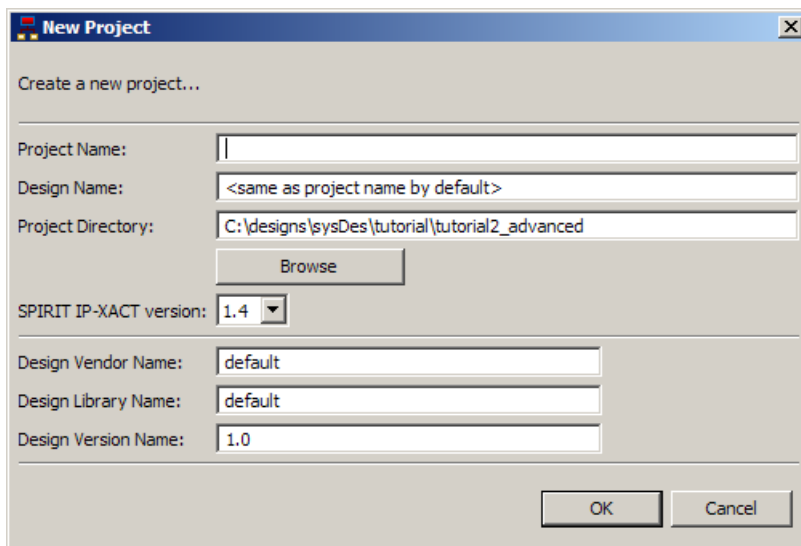 New Project
Create a new project...
Project Name:
Design Name: <same as project name by default>
Project Directory: C:\designs\sysDes\tutorial\tutorial2_advanced
Browse
SPIRIT IP-XACT version: 1.4
Design Vendor Name: default
Design Library Name: default
Design Version Name: 1.0
OK Cancel